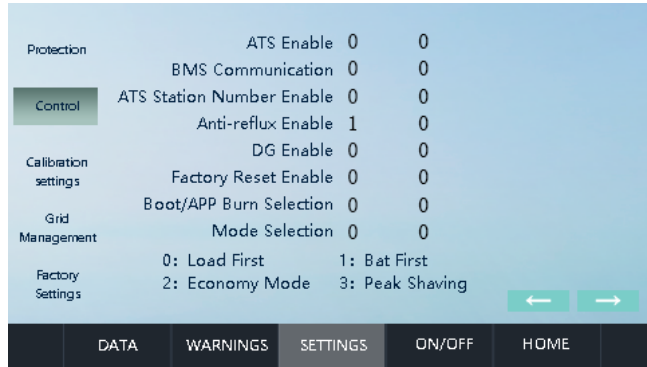 Protection
Control
Calibration
settings
Grid
Management
Factory
Settings
ATS Enable 0 0
BMS Communication 0 0
ATS Station Number Enable 0 0
Anti-reflux Enable 1 0
DG Enable 0 0
Factory Reset Enable 0 0
Boot/APP Burn Selection 0 0
Mode Selection 0 0
0: Load First 1: Bat First
2: Economy Mode 3: Peak Shaving
← →
DATA WARNINGS SETTINGS ON/OFF HOME